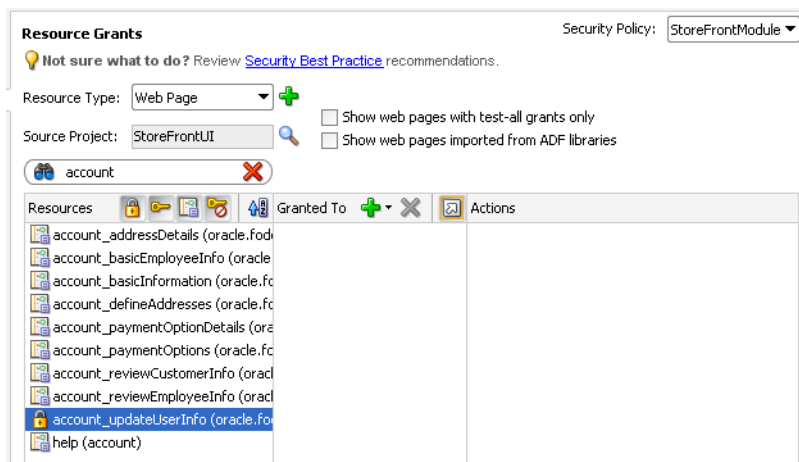 Resource Grants
Security Policy: StoreFrontModule
Not sure what to do? Review Security Best Practice recommendations.
Resource Type: Web Page
Show web pages with test-all grants only
Source Project: StoreFrontUI
Show web pages imported from ADF libraries
account
Resources Granted To Actions
account_addressDetails (oracle.fod
account_basicEmployeeInfo (oracle
account_basicInformation (oracle.fo
account_defineAddresses (oracle.fo
account_paymentOptionDetails (ora
account_paymentOptions (oracle.fo
account_reviewCustomerInfo (oracl
account_reviewEmployeeInfo (oracl
account_updateUserInfo (oracle.fo
help (account)